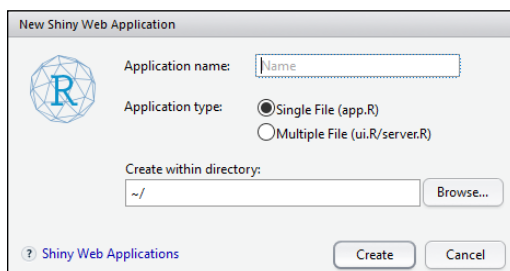 New Shiny Web Application
R
Application name: Name
Application type: Single File (app.R)
Multiple File (ui.R/server.R)
Create within directory:
~/ Browse...
? Shiny Web Applications Create Cancel